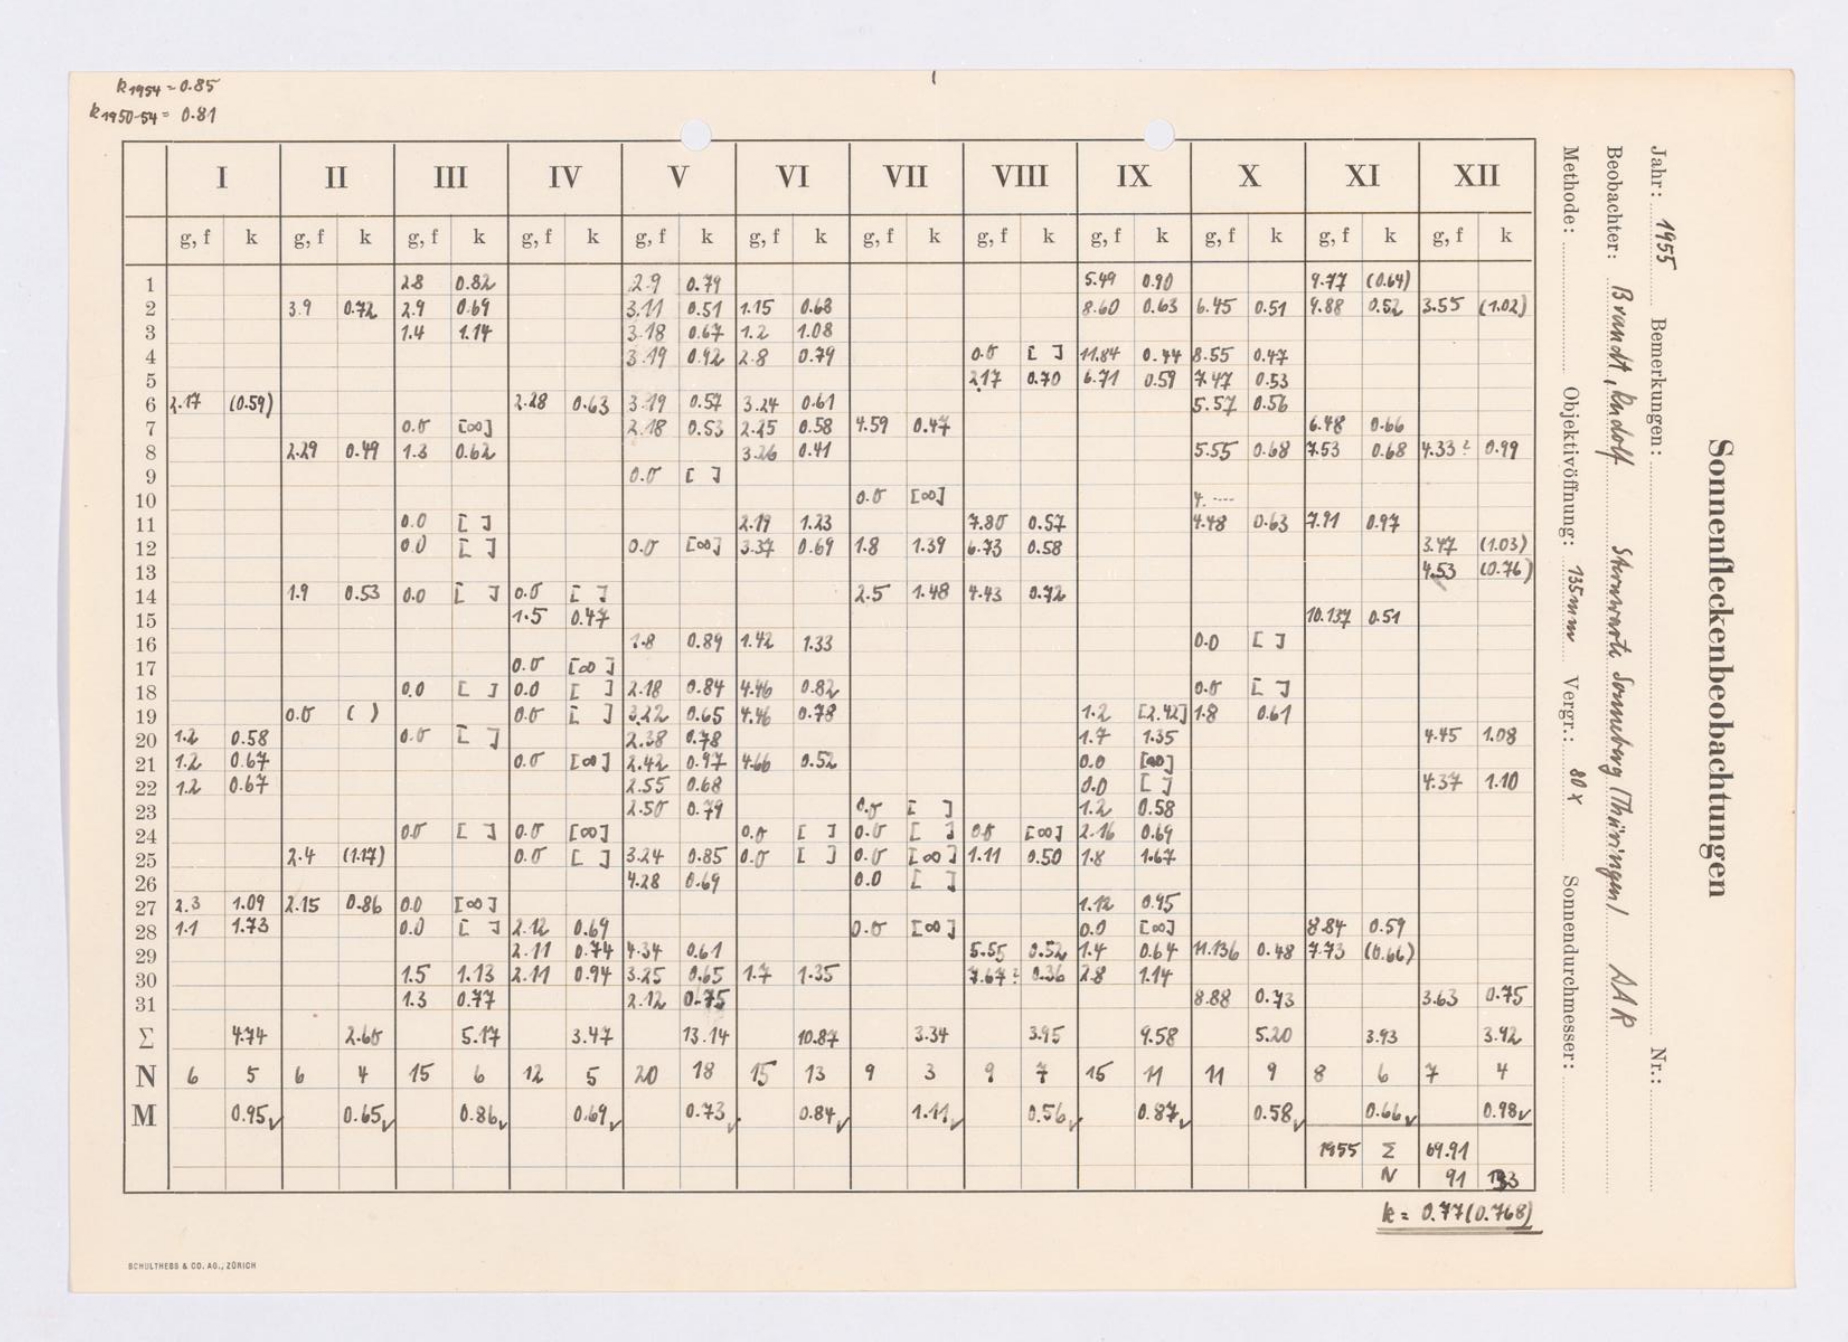 k1954 = 0.85
k1950-54 = 0.81
I II III IV V VI VII VIII IX X XI XII
g, f k g, f k g, f k g, f k g, f k g, f k g, f k g, f k g, f k g, f k g, f k g, f k
1 2.8 0.82 2.9 0.79 5.49 0.90 9.77 (0.64)
2 3.9 0.72 2.9 0.69 3.11 0.51 1.15 0.68 8.60 0.63 6.45 0.51 9.88 0.52 3.55 (1.02)
3 1.4 1.14 3.18 0.67 1.2 1.08
4 3.19 0.42 2.8 0.79 0.0 [ ] 11.84 0.44 8.55 0.47
5 2.17 0.70 6.71 0.59 7.47 0.53
6 2.17 (0.59) 2.28 0.63 3.19 0.57 3.24 0.61 5.57 0.56
7 0.0 [∞] 2.18 0.53 2.25 0.58 4.59 0.47 6.48 0.66
8 2.29 0.49 1.3 0.62 3.26 0.41 5.55 0.68 7.53 0.68 4.33? 0.99
9 0.0 [ ]
10 0.0 [∞] 4. ----
11 0.0 [ ] 2.19 1.23 7.80 0.57 4.48 0.63 7.91 0.97
12 0.0 [ ] 0.0 [∞] 3.37 0.69 1.8 1.39 6.73 0.58 3.47 (1.03)
13 4.53 (0.76)
14 1.9 0.53 0.0 [ ] 0.0 [ ] 2.5 1.48 4.43 0.72
15 1.5 0.47 10.137 0.51
16 1.8 0.89 1.42 1.33 0.0 [ ]
17 0.0 [∞]
18 0.0 [ ] 0.0 [ ] 2.18 0.84 4.46 0.82 0.0 [ ]
19 0.0 ( ) 0.0 [ ] 3.22 0.65 4.46 0.78 1.2 [2.42] 1.8 0.61
20 1.2 0.58 0.0 [ ] 2.38 0.78 1.7 1.35 4.45 1.08
21 1.2 0.67 0.0 [∞] 2.42 0.97 4.66 0.52 0.0 [∞]
22 1.2 0.67 2.55 0.68 0.0 [ ] 4.37 1.10
23 2.50 0.79 0.0 [ ] 1.2 0.58
24 0.0 [ ] 0.0 [∞] 0.0 [ ] 0.0 [ ] 0.0 [∞] 2.16 0.69
25 2.4 (1.17) 0.0 [ ] 3.24 0.85 0.0 [ ] 0.0 [∞] 1.11 0.50 1.8 1.67
26 4.28 0.69 0.0 [ ]
27 2.3 1.09 2.15 0.86 0.0 [∞] 1.12 0.95
28 1.1 1.73 0.0 [ ] 2.12 0.69 0.0 [∞] 0.0 [∞] 8.84 0.59
29 2.11 0.74 4.34 0.61 5.55 0.52 1.4 0.64 11.136 0.48 7.73 (0.66)
30 1.5 1.13 2.11 0.94 3.25 0.65 1.7 1.35 7.67? 0.36 2.8 1.14
31 1.3 0.77 2.12 0.75 8.88 0.73 3.63 0.75
Σ 4.74 2.60 5.17 3.47 13.14 10.87 3.34 3.95 9.58 5.20 3.93 3.92
N 6 5 6 4 15 6 12 5 20 18 15 13 9 3 9 7 15 11 11 9 8 6 7 4
M 0.95✓ 0.65✓ 0.86✓ 0.69✓ 0.73✓ 0.84✓ 1.11✓ 0.56✓ 0.87✓ 0.58✓ 0.66✓ 0.98✓
1955 Σ 69.91
N 91 133
k = 0.77 (0.768)
SCHULTHESS & CO. AG., ZÜRICH
Sonnenfleckenbeobachtungen
Jahr: 1955 Bemerkungen: Nr.:
Beobachter: Brandt, Rudolf Sternwarte Sonneberg (Thüringen) DDR
Methode: Objektivöffnung: 135mm Vergr.: 80x Sonnendurchmesser: